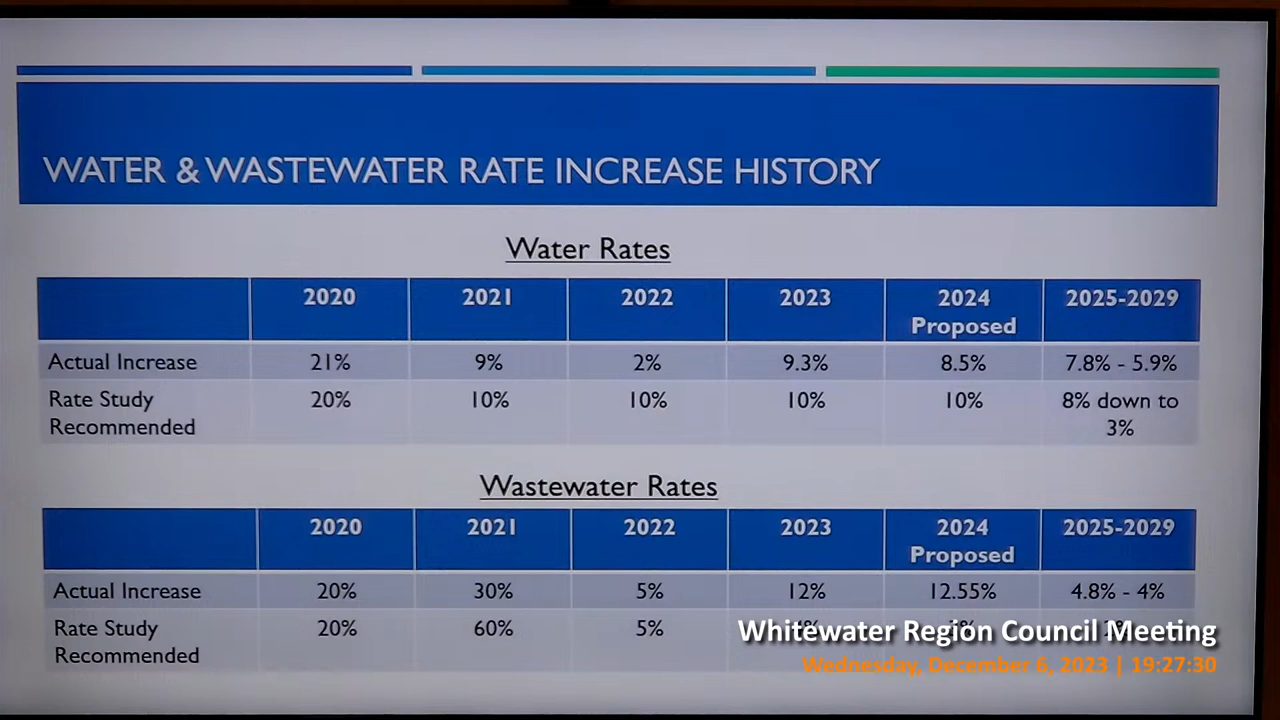 WATER & WASTEWATER RATE INCREASE HISTORY
Water Rates
2020 2021 2022 2023 2024 2025-2029
Proposed
Actual Increase 21% 9% 2% 9.3% 8.5% 7.8% - 5.9%
Rate Study 20% 10% 10% 10% 10% 8% down to
Recommended 3%
Wastewater Rates
2020 2021 2022 2023 2024 2025-2029
Proposed
Actual Increase 20% 30% 5% 12% 12.55% 4.8% - 4%
Rate Study 20% 60% 5%
Recommended
Whitewater Region Council Meeting
Wednesday, December 6, 2023 | 19:27:30